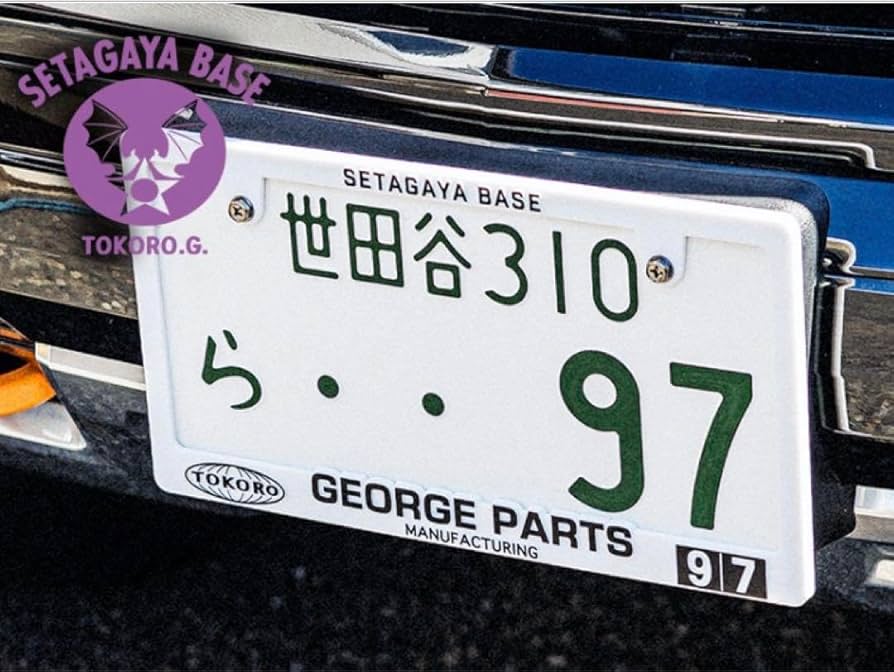 SETAGAYA BASE
TOKORO.G.
SETAGAYA BASE
世田谷310
ら・・97
TOKORO
GEORGE PARTS
MANUFACTURING
97